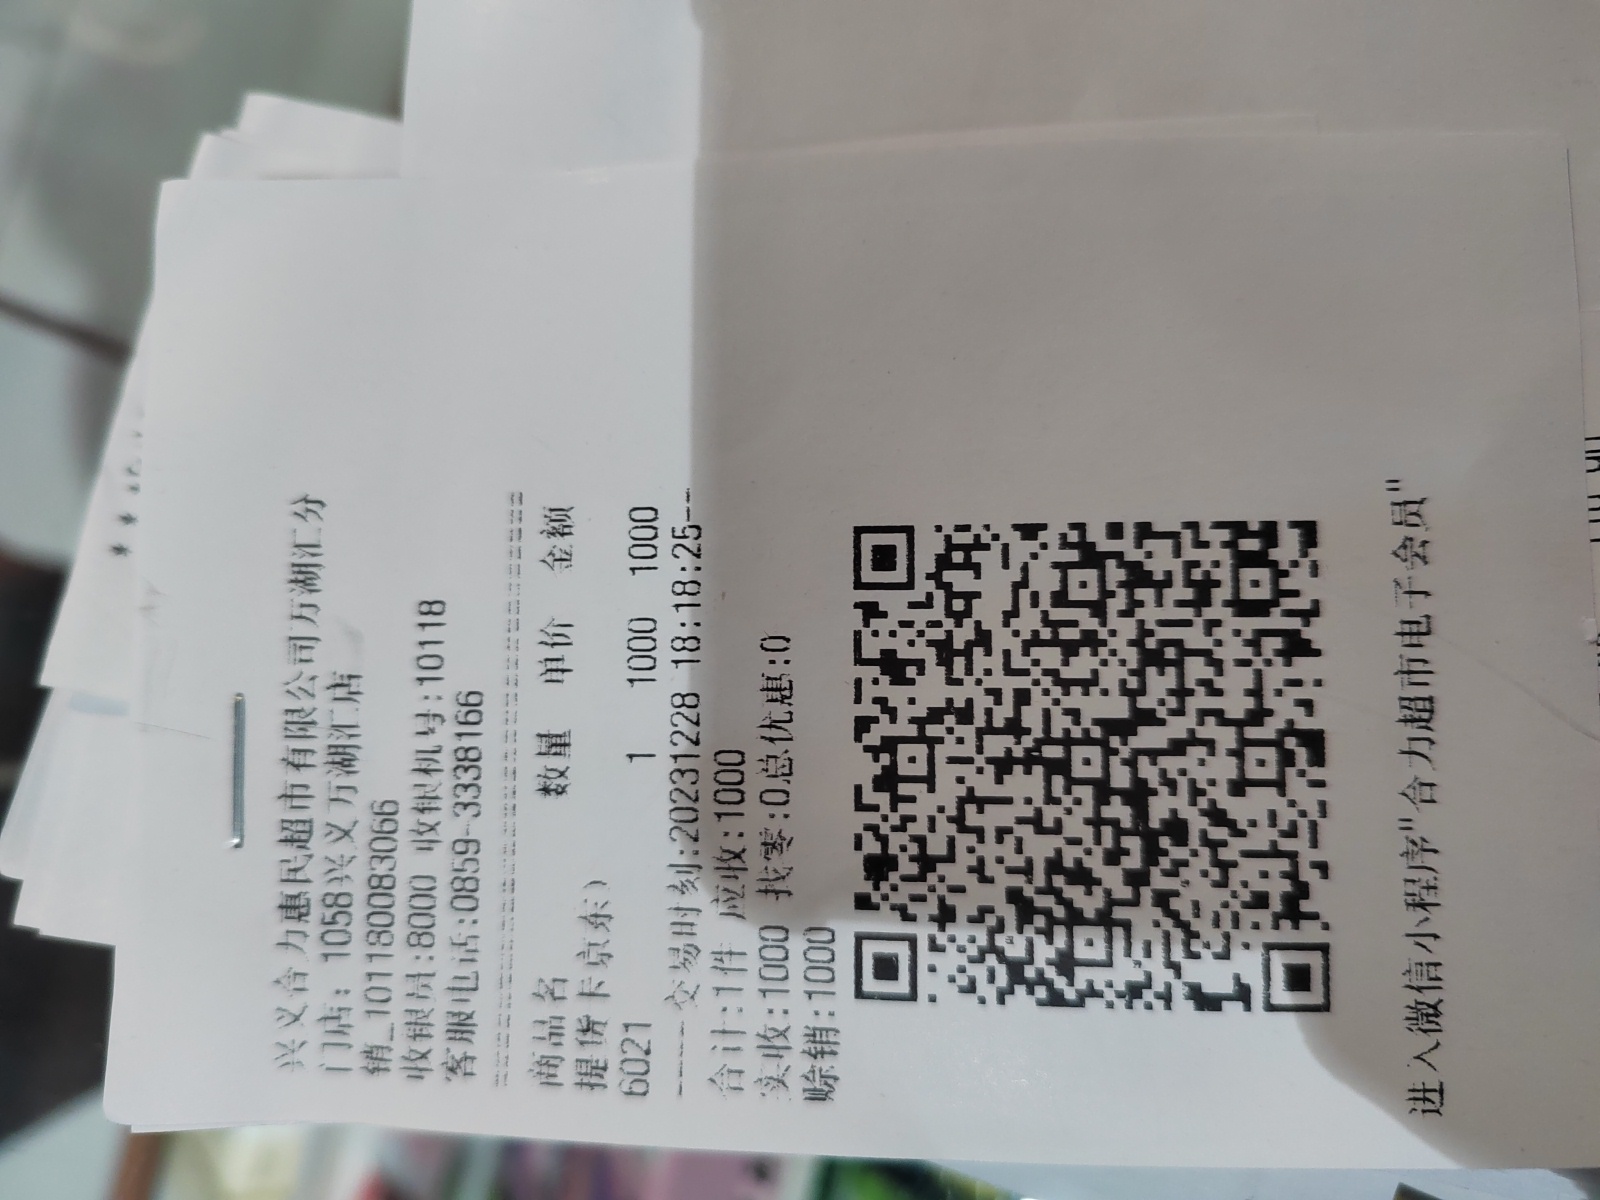 兴义合力惠民超市有限公司万湖汇分
门店: 1058兴义万湖汇店
销_1011800083066
收银员:8000 收银机号:10118
客服电话:0859-3338166
商品名 数量 单价 金额
提货卡京东)
6021 1 1000 1000
交易时刻:20231228 18:18:25
合计:1件 应收:1000
实收:1000 找零:0总优惠:0
赊销:1000
进入微信小程序"合力超市电子会员"